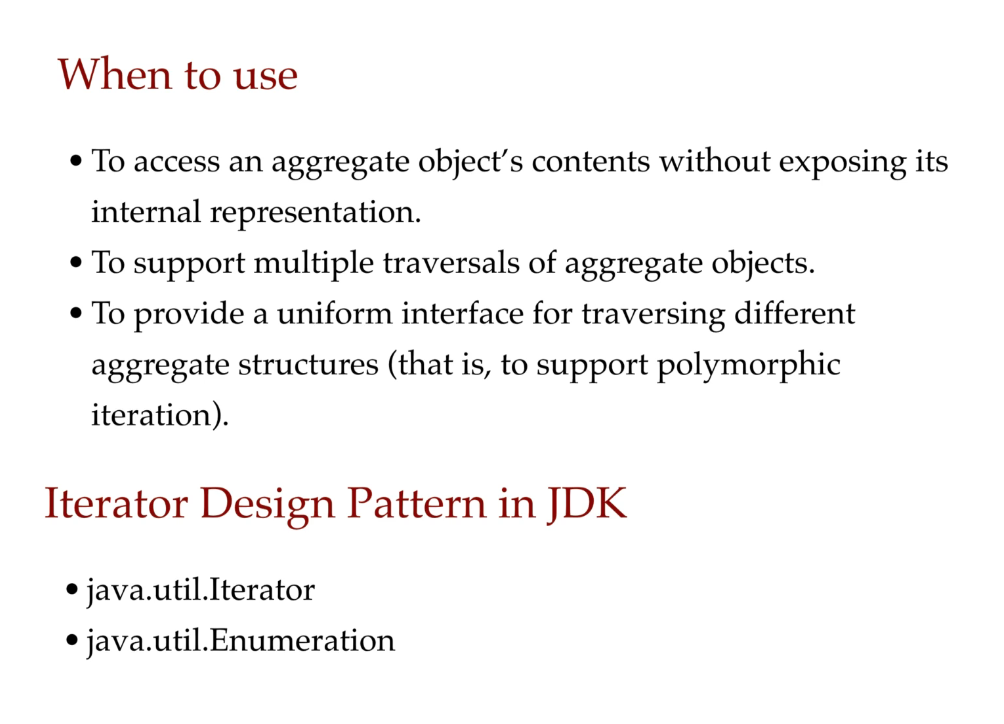 When to use
• To access an aggregate object's contents without exposing its
internal representation.
• To support multiple traversals of aggregate objects.
• To provide a uniform interface for traversing different
aggregate structures (that is, to support polymorphic
iteration).
Iterator Design Pattern in JDK
• java.util.Iterator
• java.util.Enumeration